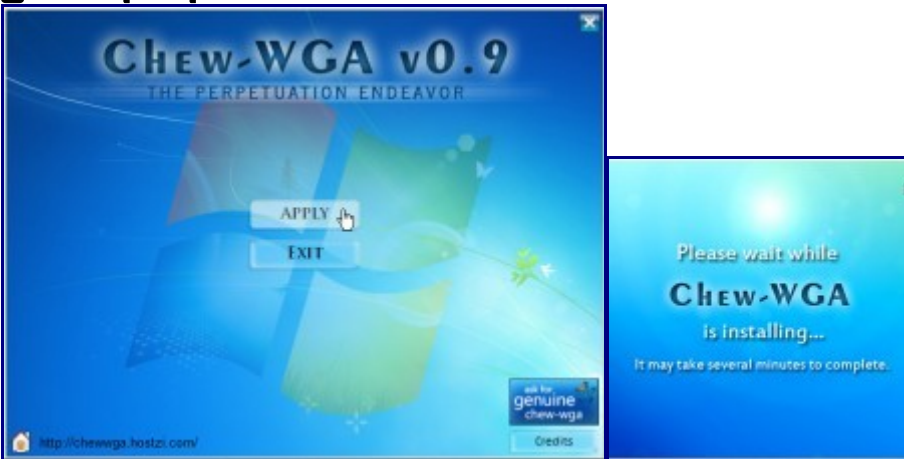 Chew-WGA v0.9
THE PERPETUATION ENDEAVOR
APPLY
EXIT
ask for
genuine
chew-wga
http://chewwga.hostzi.com/
Credits
Please wait while
Chew-WGA
is installing...
It may take several minutes to complete.